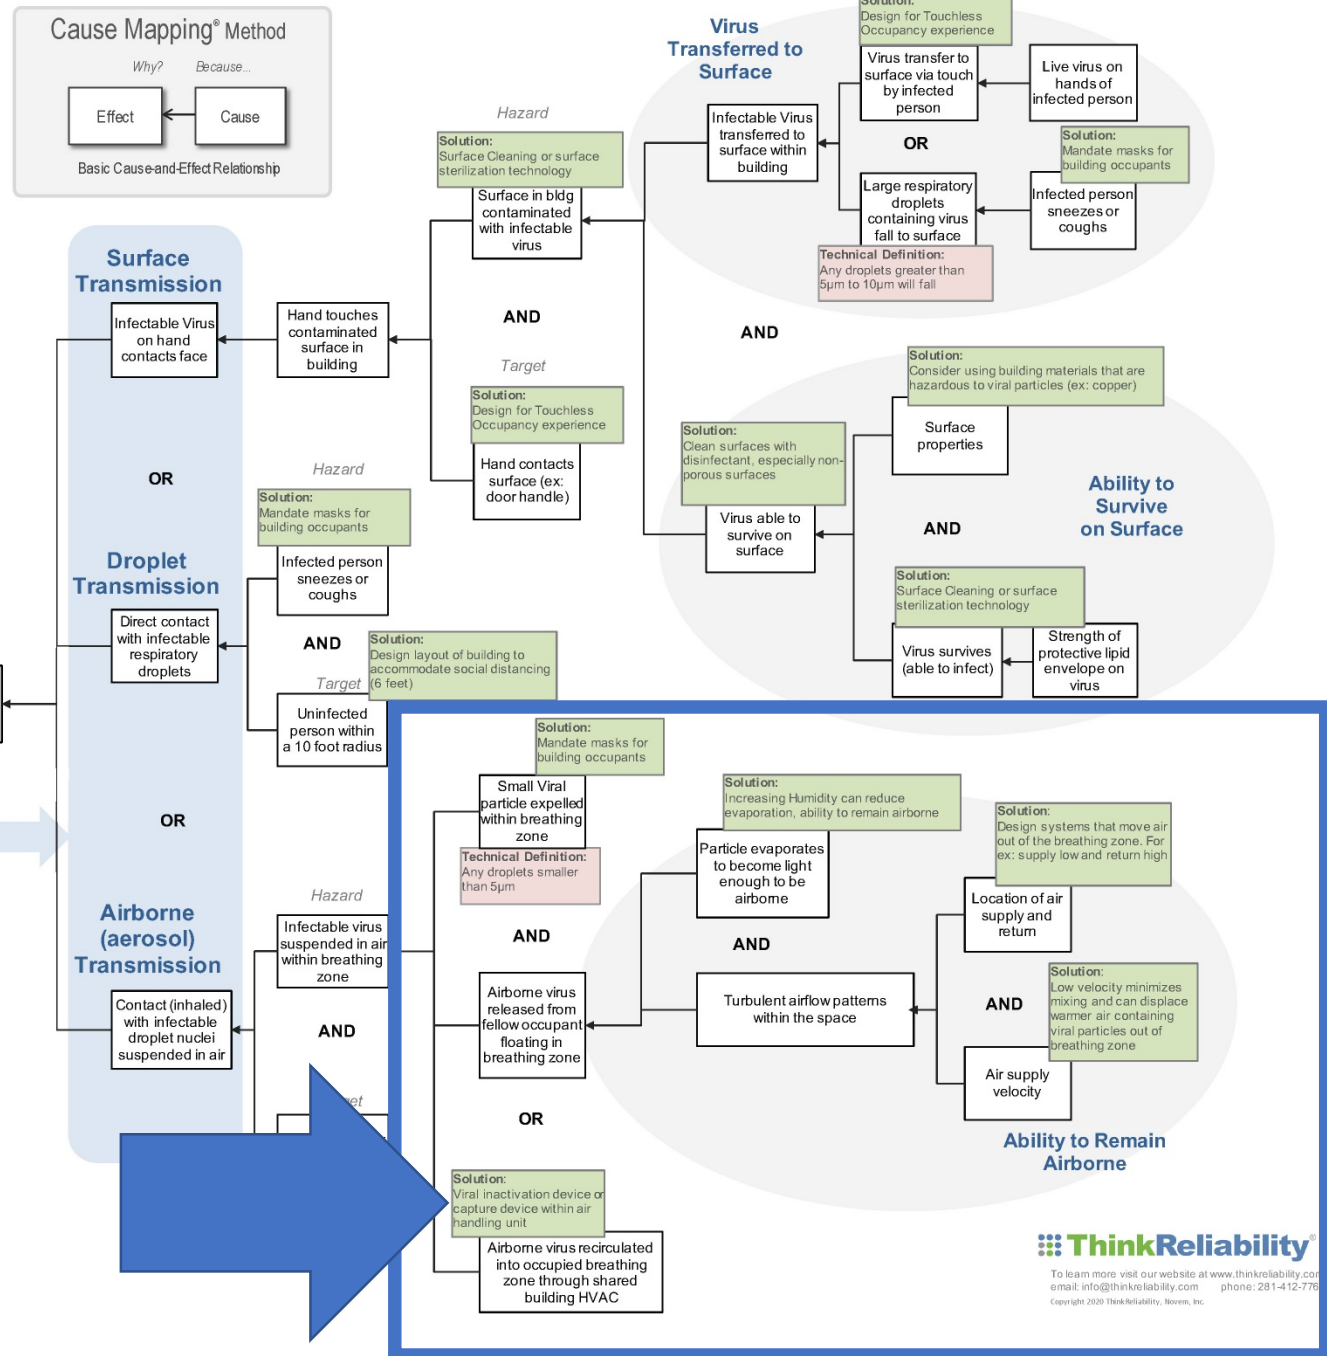 Cause Mapping® Method
Why?
Because...
Effect
Cause
Basic Cause-and-Effect Relationship
Virus
Transferred to
Surface
Solution:
Design for Touchless
Occupancy experience
Virus transfer to
surface via touch
by infected
person
Live virus on
hands of
infected person
OR
Infectable Virus
transferred to
surface within
building
Solution:
Mandate masks for
building occupants
Infected person
sneezes or
coughs
Large respiratory
droplets
containing virus
fall to surface
Technical Definition:
Any droplets greater than
5µm to 10µm will fall
Hazard
Solution:
Surface Cleaning or surface
sterilization technology
Surface in bldg
contaminated
with infectable
virus
AND
AND
Target
Solution:
Design for Touchless
Occupancy experience
Hand contacts
surface (ex:
door handle)
Surface
Transmission
Infectable Virus
on hand
contacts face
Hand touches
contaminated
surface in
building
Solution:
Consider using building materials that are
hazardous to viral particles (ex: copper)
Surface
properties
Solution:
Clean surfaces with
disinfectant, especially non-
porous surfaces
Virus able to
survive on
surface
AND
Ability to
Survive
on Surface
Solution:
Surface Cleaning or surface
sterilization technology
Virus survives
(able to infect)
Strength of
protective lipid
envelope on
virus
OR
Hazard
Solution:
Mandate masks for
building occupants
Infected person
sneezes or
coughs
Droplet
Transmission
Direct contact
with infectable
respiratory
droplets
AND
Solution:
Design layout of building to
accommodate social distancing
(6 feet)
Target
Uninfected
person within
a 10 foot radius
OR
Solution:
Mandate masks for
building occupants
Small Viral
particle expelled
within breathing
zone
Technical Definition:
Any droplets smaller
than 5µm
Solution:
Increasing Humidity can reduce
evaporation, ability to remain airborne
Particle evaporates
to become light
enough to be
airborne
Solution:
Design systems that move air
out of the breathing zone. For
ex: supply low and return high
Location of air
supply and
return
Hazard
Infectable virus
suspended in air
within breathing
zone
Airborne
(aerosol)
Transmission
Contact (inhaled)
with infectable
droplet nuclei
suspended in air
AND
AND
AND
Airborne virus
released from
fellow occupant
floating in
breathing zone
Turbulent airflow patterns
within the space
AND
Solution:
Low velocity minimizes
mixing and can displace
warmer air containing
viral particles out of
breathing zone
Air supply
velocity
OR
Ability to Remain
Airborne
Solution:
Viral inactivation device or
capture device within air
handling unit
Airborne virus recirculated
into occupied breathing
zone through shared
building HVAC
ThinkReliability®
To learn more visit our website at www.thinkreliability.com
email: info@thinkreliability.com phone: 281-412-776
Copyright 2020 ThinkReliability, Novem, Inc.